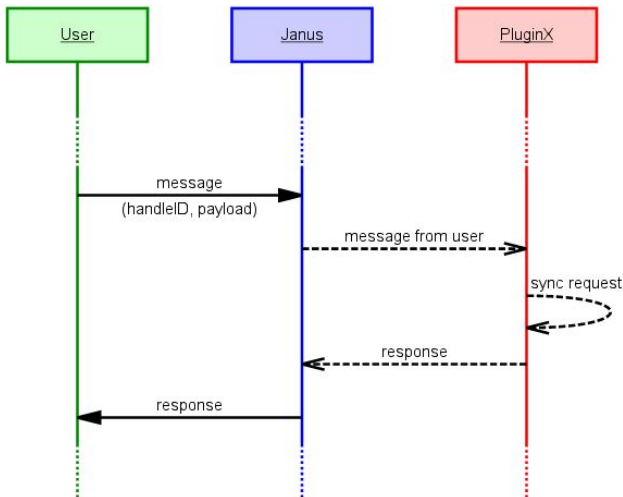 User
Janus
PluginX
message
(handleID, payload)
message from user
sync request
response
response